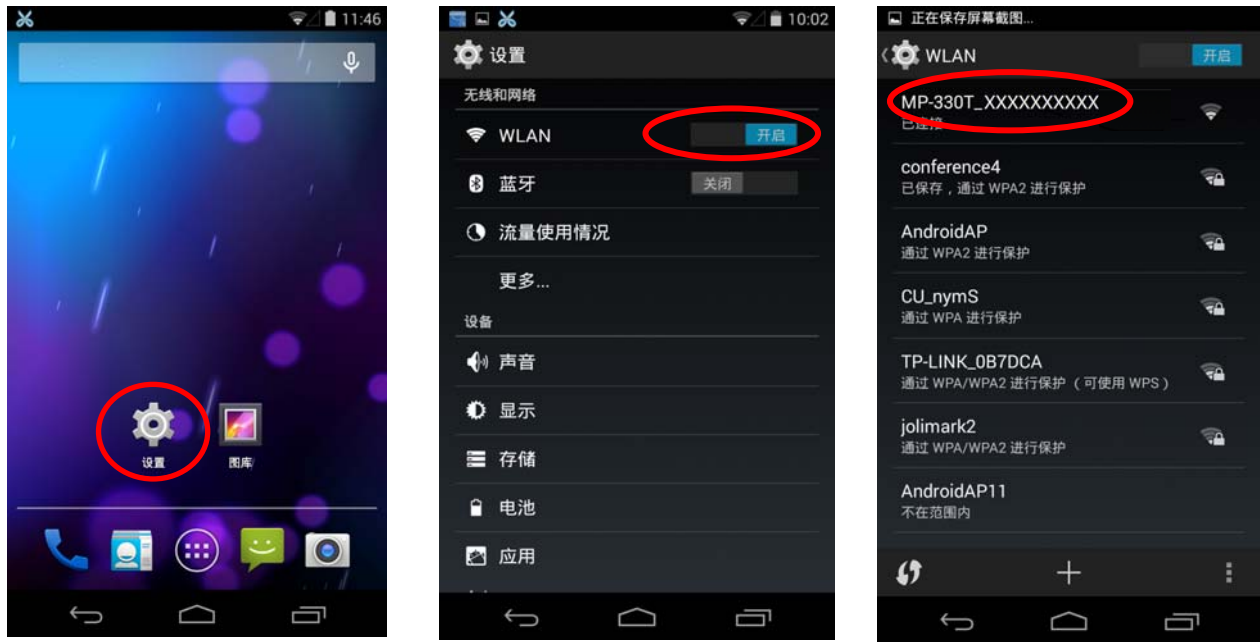 11:46
设置
图库
10:02
设置
无线和网络
WLAN
开启
蓝牙
关闭
流量使用情况
更多...
设备
声音
显示
存储
电池
应用
正在保存屏幕截图...
WLAN
开启
MP-330T_XXXXXXXXXX
已连接
conference4
已保存，通过 WPA2 进行保护
AndroidAP
通过 WPA2 进行保护
CU_nymS
通过 WPA 进行保护
TP-LINK_0B7DCA
通过 WPA/WPA2 进行保护 （可使用 WPS）
jolimark2
通过 WPA/WPA2 进行保护
AndroidAP11
不在范围内